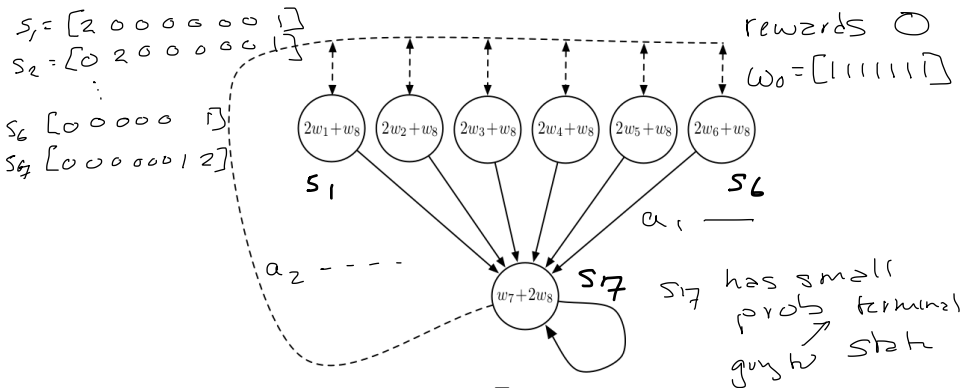 s₁ = [2 0 0 0 0 0 0 1]
s₂ = [0 2 0 0 0 0 0 1]
⋮
s₆ [0 0 0 0 0 1]
s₇ [0 0 0 0 0 0 1 2]
rewards 0
w₀ = [1 1 1 1 1 1 1]
2w₁+w₈ 2w₂+w₈ 2w₃+w₈ 2w₄+w₈ 2w₅+w₈ 2w₆+w₈
s₁ s₆
a₁ ——
a₂ - - - -
w₇+2w₈
s₇
s₇ has small
prob terminal
going to state